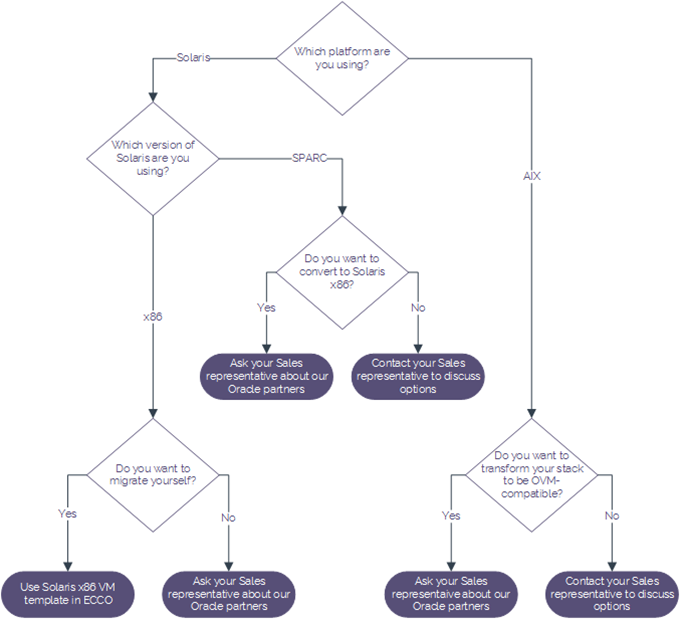 Which platform are
you using?
Solaris
Which version of
Solaris are you
using?
SPARC
AIX
Do you want to
convert to Solaris
x86?
x86
Yes
No
Ask your Sales
representative about our
Oracle partners
Contact your Sales
representative to discuss
options
Do you want to
migrate yourself?
Do you want to
transform your stack
to be OVM-
compatible?
Yes
No
Yes
No
Use Solaris x86 VM
template in ECCO
Ask your Sales
representative about our
Oracle partners
Ask your Sales
representative about our
Oracle partners
Contact your Sales
representative to discuss
options